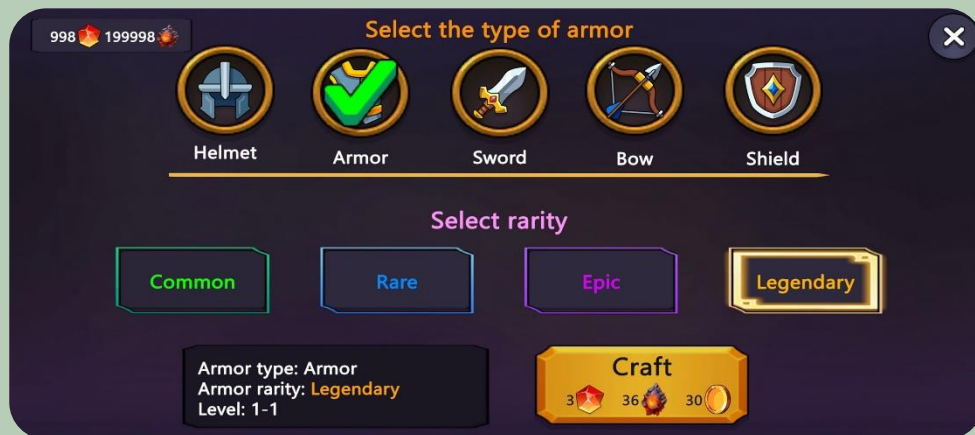 998 199998
Select the type of armor
Helmet Armor Sword Bow Shield
Select rarity
Common Rare Epic Legendary
Armor type: Armor
Armor rarity: Legendary
Level: 1-1
Craft
3 36 30